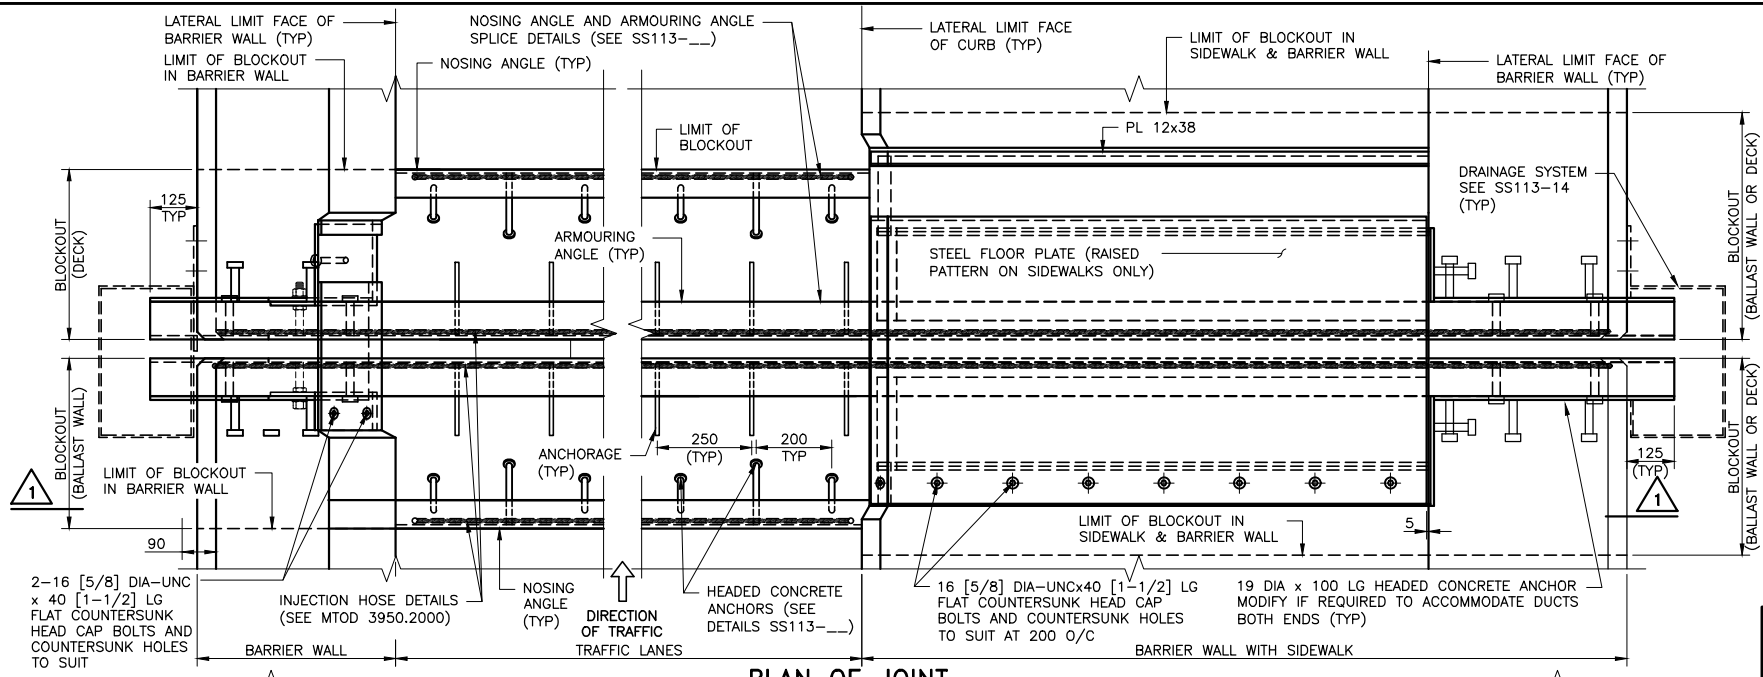 LATERAL LIMIT FACE OF
BARRIER WALL (TYP)
LIMIT OF BLOCKOUT
IN BARRIER WALL
NOSING ANGLE AND ARMOURING ANGLE
SPLICE DETAILS (SEE SS113-__)
NOSING ANGLE (TYP)
LATERAL LIMIT FACE
OF CURB (TYP)
LIMIT OF BLOCKOUT IN
SIDEWALK & BARRIER WALL
LATERAL LIMIT FACE OF
BARRIER WALL (TYP)
LIMIT OF
BLOCKOUT
PL 12x38
DRAINAGE SYSTEM
SEE SS113-14
(TYP)
125
TYP
BLOCKOUT
(DECK)
ARMOURING
ANGLE (TYP)
STEEL FLOOR PLATE (RAISED
PATTERN ON SIDEWALKS ONLY)
BLOCKOUT
(BALLAST WALL OR DECK)
BLOCKOUT
(BALLAST WALL)
ANCHORAGE
(TYP)
250
(TYP)
200
TYP
LIMIT OF BLOCKOUT
IN BARRIER WALL
1
90
125
(TYP)
1
BLOCKOUT
(BALLAST WALL OR DECK)
LIMIT OF BLOCKOUT IN
SIDEWALK & BARRIER WALL
5
2-16 [5/8] DIA-UNC
x 40 [1-1/2] LG
FLAT COUNTERSUNK
HEAD CAP BOLTS AND
COUNTERSUNK HOLES
TO SUIT
INJECTION HOSE DETAILS
(SEE MTOD 3950.2000)
NOSING
ANGLE
(TYP)
DIRECTION
OF TRAFFIC
HEADED CONCRETE
ANCHORS (SEE
DETAILS SS113-__)
16 [5/8] DIA-UNCx40 [1-1/2] LG
FLAT COUNTERSUNK HEAD CAP
BOLTS AND COUNTERSUNK HOLES
TO SUIT AT 200 O/C
19 DIA x 100 LG HEADED CONCRETE ANCHOR
MODIFY IF REQUIRED TO ACCOMMODATE DUCTS
BOTH ENDS (TYP)
BARRIER WALL
TRAFFIC LANES
BARRIER WALL WITH SIDEWALK
PLAN OF JOINT